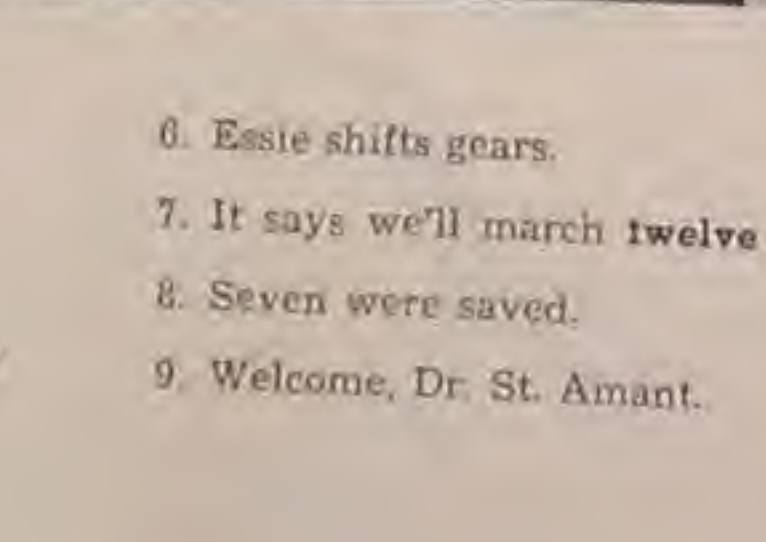 6. Essie shifts gears.
7. It says we'll march twelve
8. Seven were saved.
9. Welcome, Dr. St. Amant.